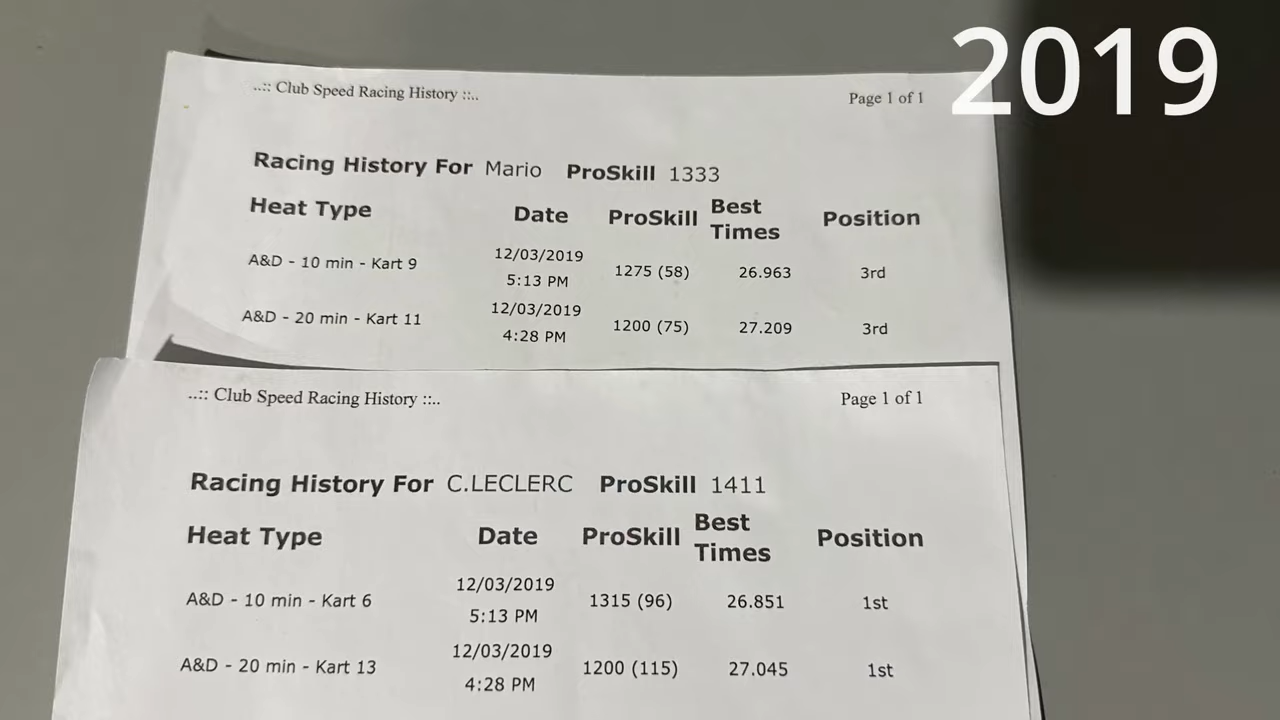 2019
..:: Club Speed Racing History ::.. Page 1 of 1
Racing History For Mario ProSkill 1333
Heat Type Date ProSkill Best Times Position
A&D - 10 min - Kart 9 12/03/2019 5:13 PM 1275 (58) 26.963 3rd
A&D - 20 min - Kart 11 12/03/2019 4:28 PM 1200 (75) 27.209 3rd
..:: Club Speed Racing History ::.. Page 1 of 1
Racing History For C.LECLERC ProSkill 1411
Heat Type Date ProSkill Best Times Position
A&D - 10 min - Kart 6 12/03/2019 5:13 PM 1315 (96) 26.851 1st
A&D - 20 min - Kart 13 12/03/2019 4:28 PM 1200 (115) 27.045 1st